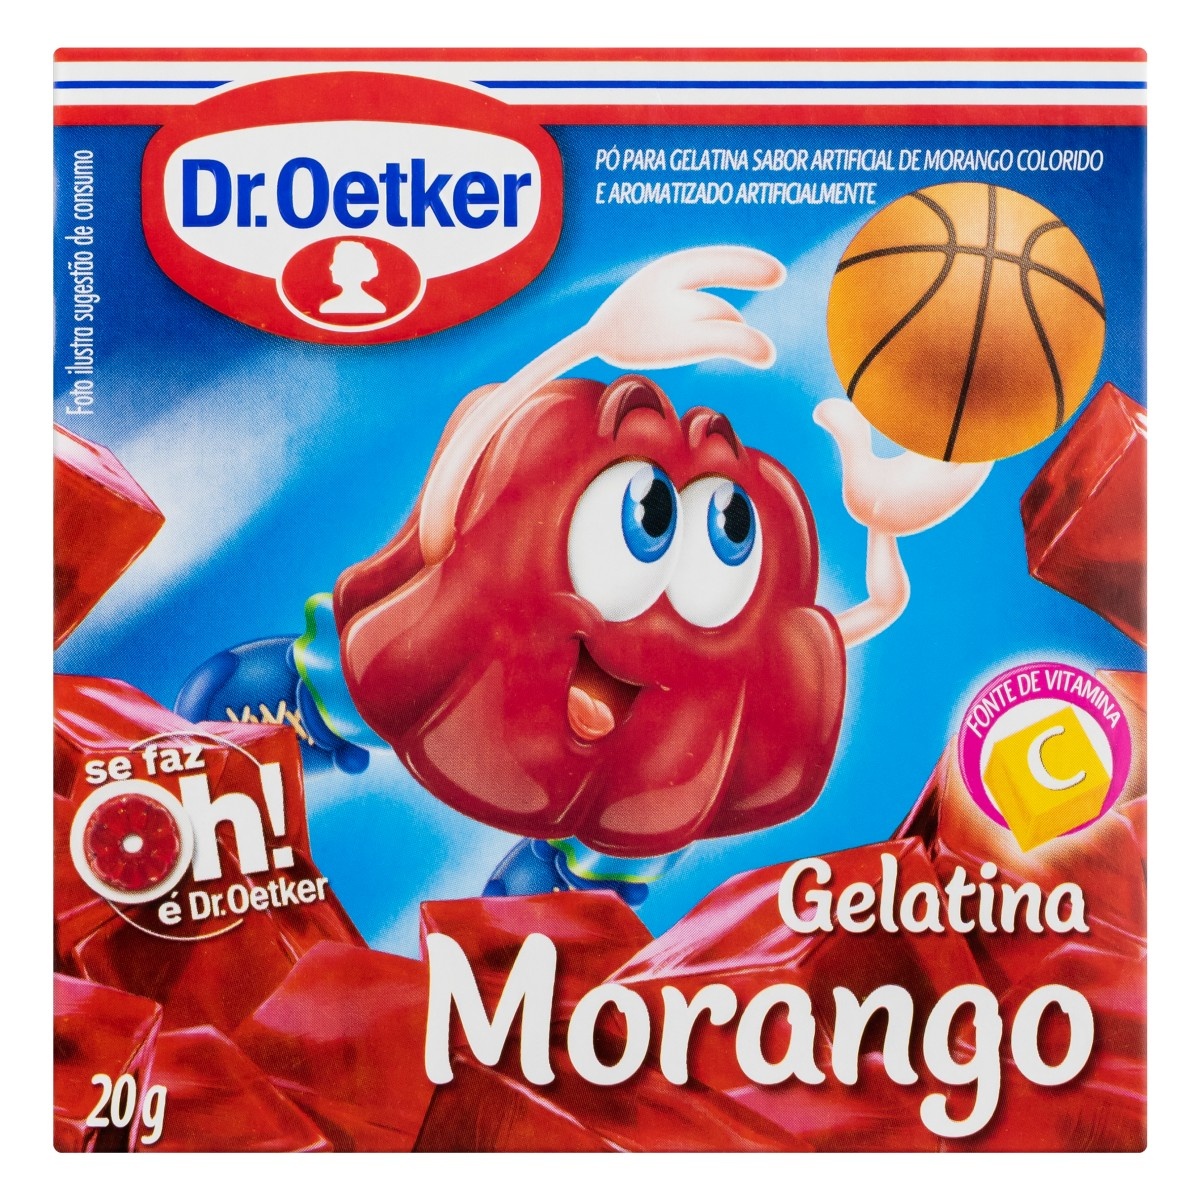 Dr.Oetker
PÓ PARA GELATINA SABOR ARTIFICIAL DE MORANGO COLORIDO
E AROMATIZADO ARTIFICIALMENTE
Foto ilustra sugestão de consumo
FONTE DE VITAMINA
C
se faz
Oh!
é Dr.Oetker
Gelatina
Morango
20 g